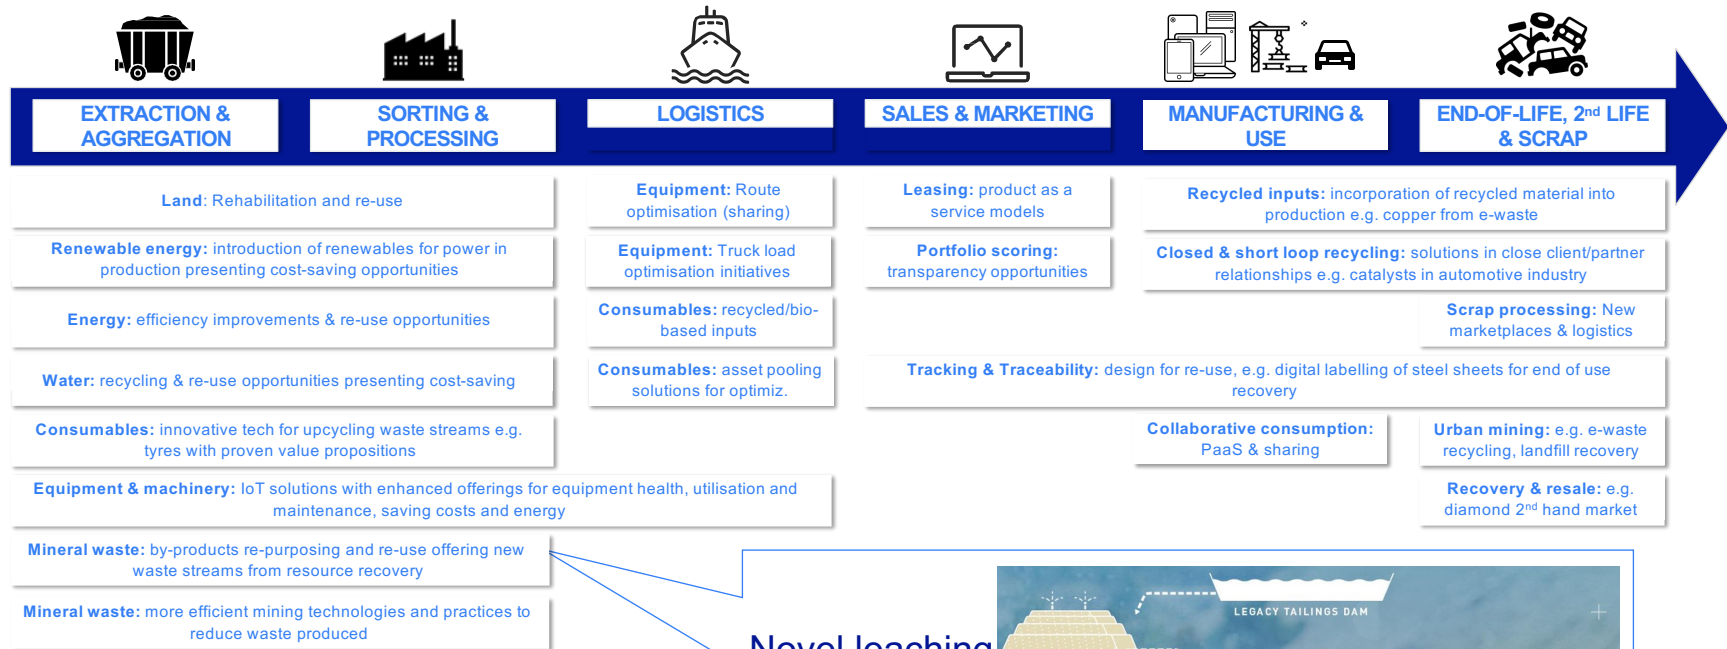 EXTRACTION &
AGGREGATION
SORTING &
PROCESSING
LOGISTICS
SALES & MARKETING
MANUFACTURING &
USE
END-OF-LIFE, 2nd LIFE
& SCRAP
Land: Rehabilitation and re-use
Renewable energy: introduction of renewables for power in
production presenting cost-saving opportunities
Energy: efficiency improvements & re-use opportunities
Water: recycling & re-use opportunities presenting cost-saving
Consumables: innovative tech for upcycling waste streams e.g.
tyres with proven value propositions
Equipment & machinery: IoT solutions with enhanced offerings for equipment health, utilisation and
maintenance, saving costs and energy
Mineral waste: by-products re-purposing and re-use offering new
waste streams from resource recovery
Mineral waste: more efficient mining technologies and practices to
reduce waste produced
Equipment: Route
optimisation (sharing)
Equipment: Truck load
optimisation initiatives
Consumables: recycled/bio-
based inputs
Consumables: asset pooling
solutions for optimiz.
Leasing: product as a
service models
Portfolio scoring:
transparency opportunities
Recycled inputs: incorporation of recycled material into
production e.g. copper from e-waste
Closed & short loop recycling: solutions in close client/partner
relationships e.g. catalysts in automotive industry
Scrap processing: New
marketplaces & logistics
Tracking & Traceability: design for re-use, e.g. digital labelling of steel sheets for end of use
recovery
Collaborative consumption:
PaaS & sharing
Urban mining: e.g. e-waste
recycling, landfill recovery
Recovery & resale: e.g.
diamond 2nd hand market
LEGACY TAILINGS DAM
Novel leaching